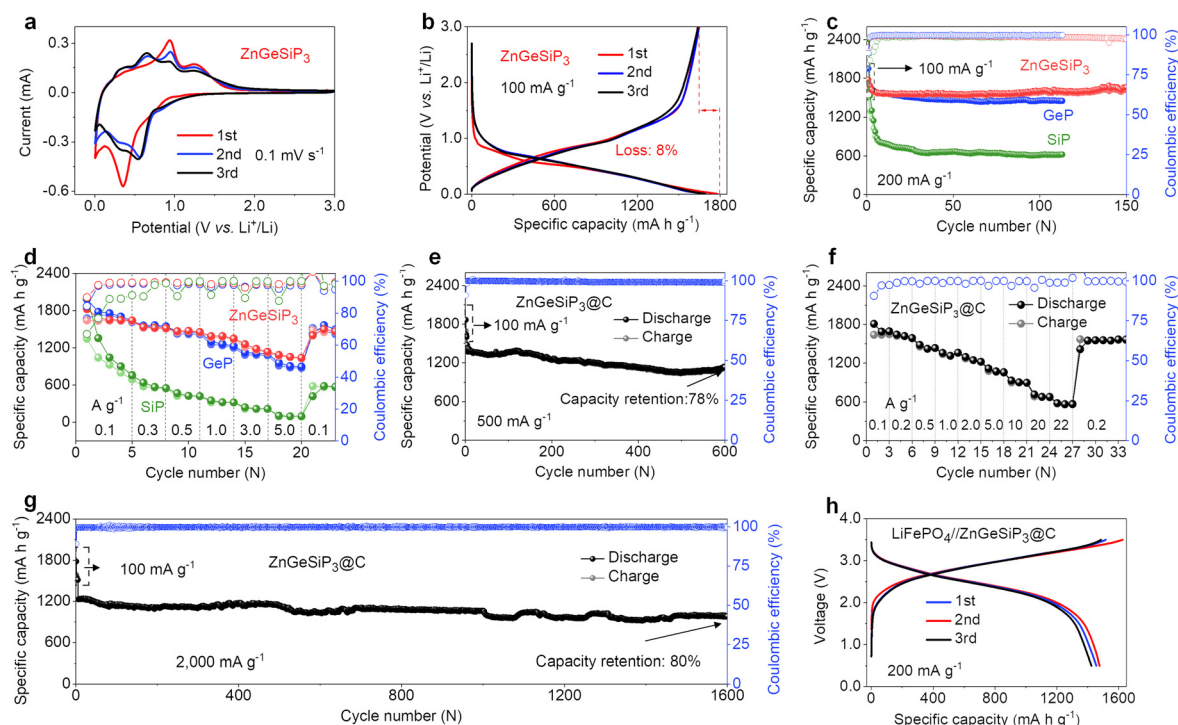 a
ZnGeSiP₃
Current (mA)
0.3
0.0
-0.3
-0.6
1st
2nd
3rd
0.1 mV s⁻¹
0.0 1.0 2.0 3.0
Potential (V vs. Li⁺/Li)
b
ZnGeSiP₃
100 mA g⁻¹
1st
2nd
3rd
Loss: 8%
Potential (V vs. Li⁺/Li)
3.0
2.0
1.0
0.0
0 600 1200 1800
Specific capacity (mA h g⁻¹)
c
Specific capacity (mA h g⁻¹)
2400
1800
1200
600
0
100 mA g⁻¹
ZnGeSiP₃
GeP
SiP
200 mA g⁻¹
100
75
50
25
0
Coulombic efficiency (%)
0 50 100 150
Cycle number (N)
d
Specific capacity (mA h g⁻¹)
2400
1800
1200
600
0
ZnGeSiP₃
GeP
SiP
A g⁻¹
0.1 0.3 0.5 1.0 3.0 5.0 0.1
100
80
60
40
20
0
Coulombic efficiency (%)
0 5 10 15 20
Cycle number (N)
e
Specific capacity (mA h g⁻¹)
2400
1800
1200
600
0
ZnGeSiP₃@C
100 mA g⁻¹
Discharge
Charge
Capacity retention:78%
500 mA g⁻¹
100
75
50
25
0
Coulombic efficiency (%)
0 200 400 600
Cycle number (N)
f
Specific capacity (mA h g⁻¹)
2400
1800
1200
600
0
ZnGeSiP₃@C
Discharge
Charge
A g⁻¹
0.1 0.2 0.5 1.0 2.0 5.0 10 20 22 0.2
100
75
50
25
0
Coulombic efficiency (%)
0 3 6 9 12 15 18 21 24 27 30 33
Cycle number (N)
g
Specific capacity (mA h g⁻¹)
2400
1800
1200
600
0
100 mA g⁻¹
ZnGeSiP₃@C
Discharge
Charge
2,000 mA g⁻¹
Capacity retention: 80%
100
75
50
25
0
Coulombic efficiency (%)
0 400 800 1200 1600
Cycle number (N)
h
LiFePO₄//ZnGeSiP₃@C
Voltage (V)
4.0
3.0
2.0
1.0
0.0
1st
2nd
3rd
200 mA g⁻¹
0 400 800 1200 1600
Specific capacity (mA h g⁻¹)